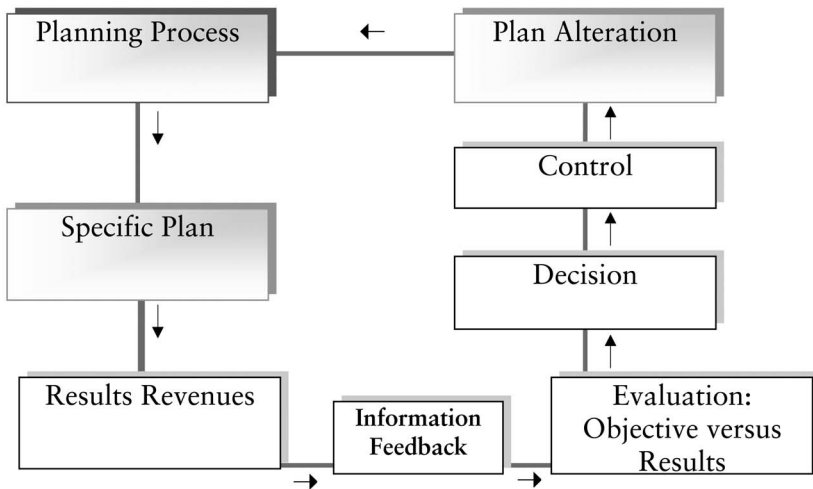 Planning Process
Plan Alteration
Control
Specific Plan
Decision
Results Revenues
Information
Feedback
Evaluation:
Objective versus
Results